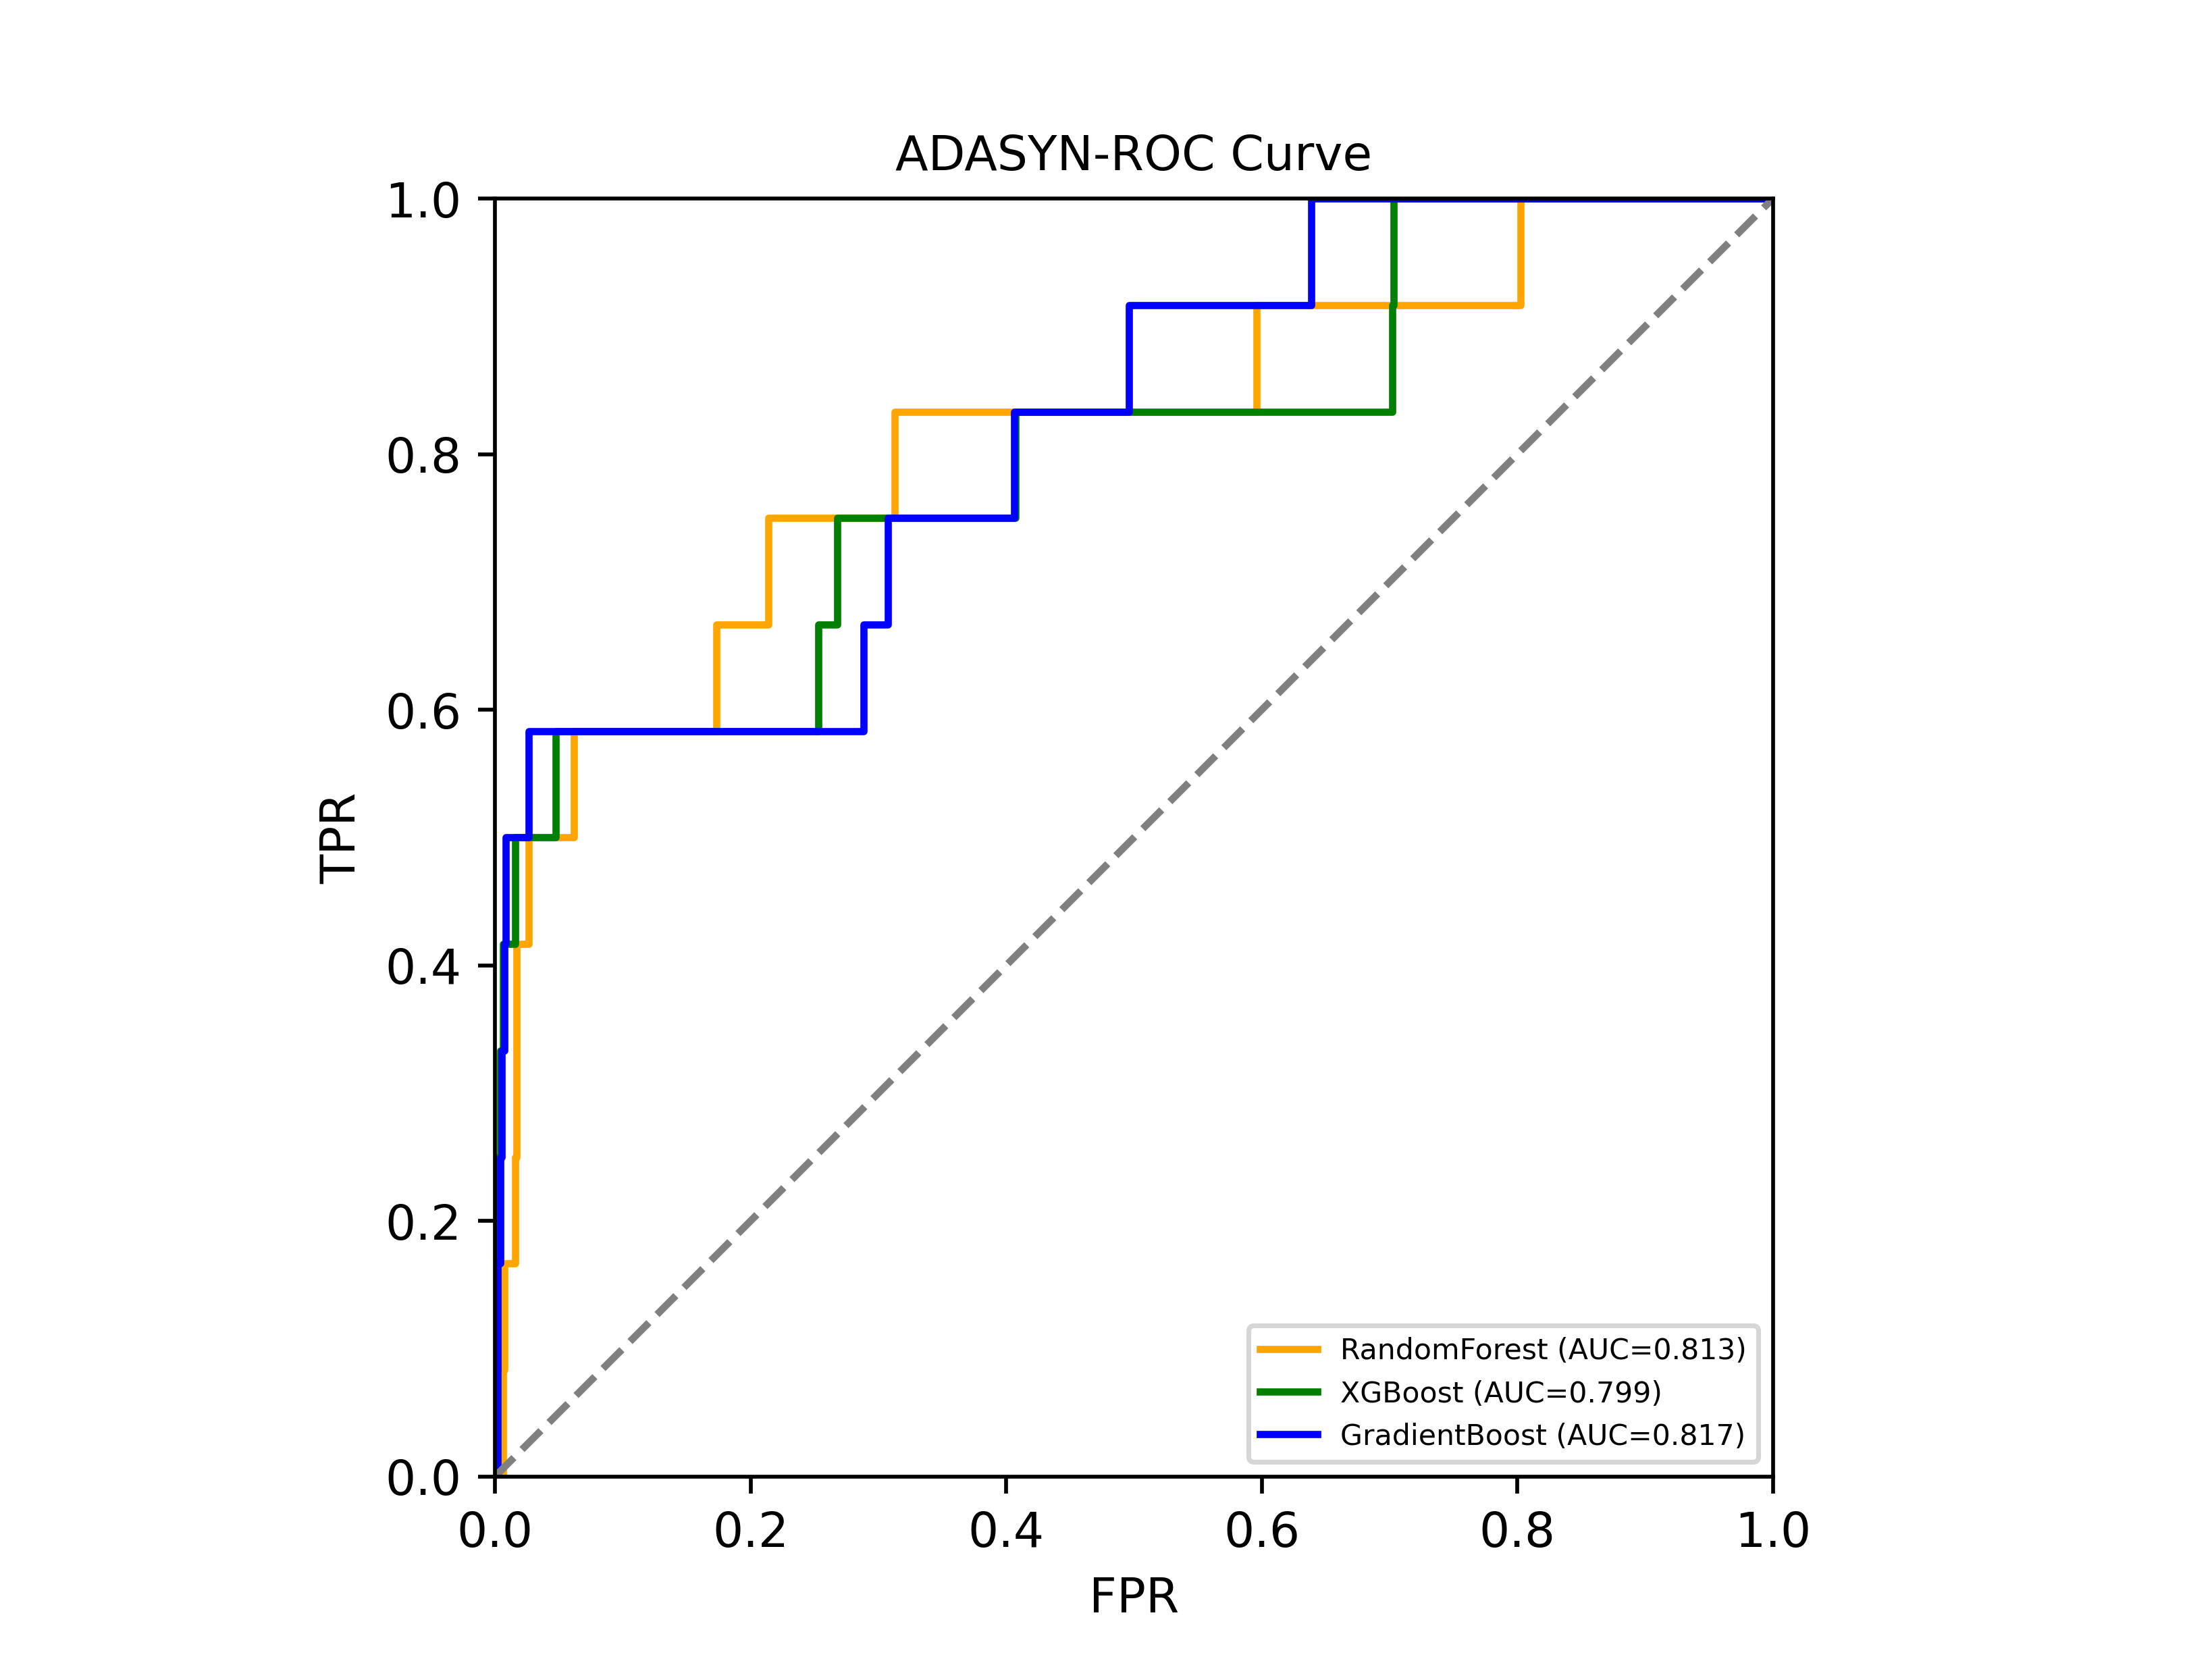 ADASYN-ROC Curve
1.0
0.8
0.6
0.4
0.2
0.0
TPR
0.0 0.2 0.4 0.6 0.8 1.0
FPR
RandomForest (AUC=0.813)
XGBoost (AUC=0.799)
GradientBoost (AUC=0.817)